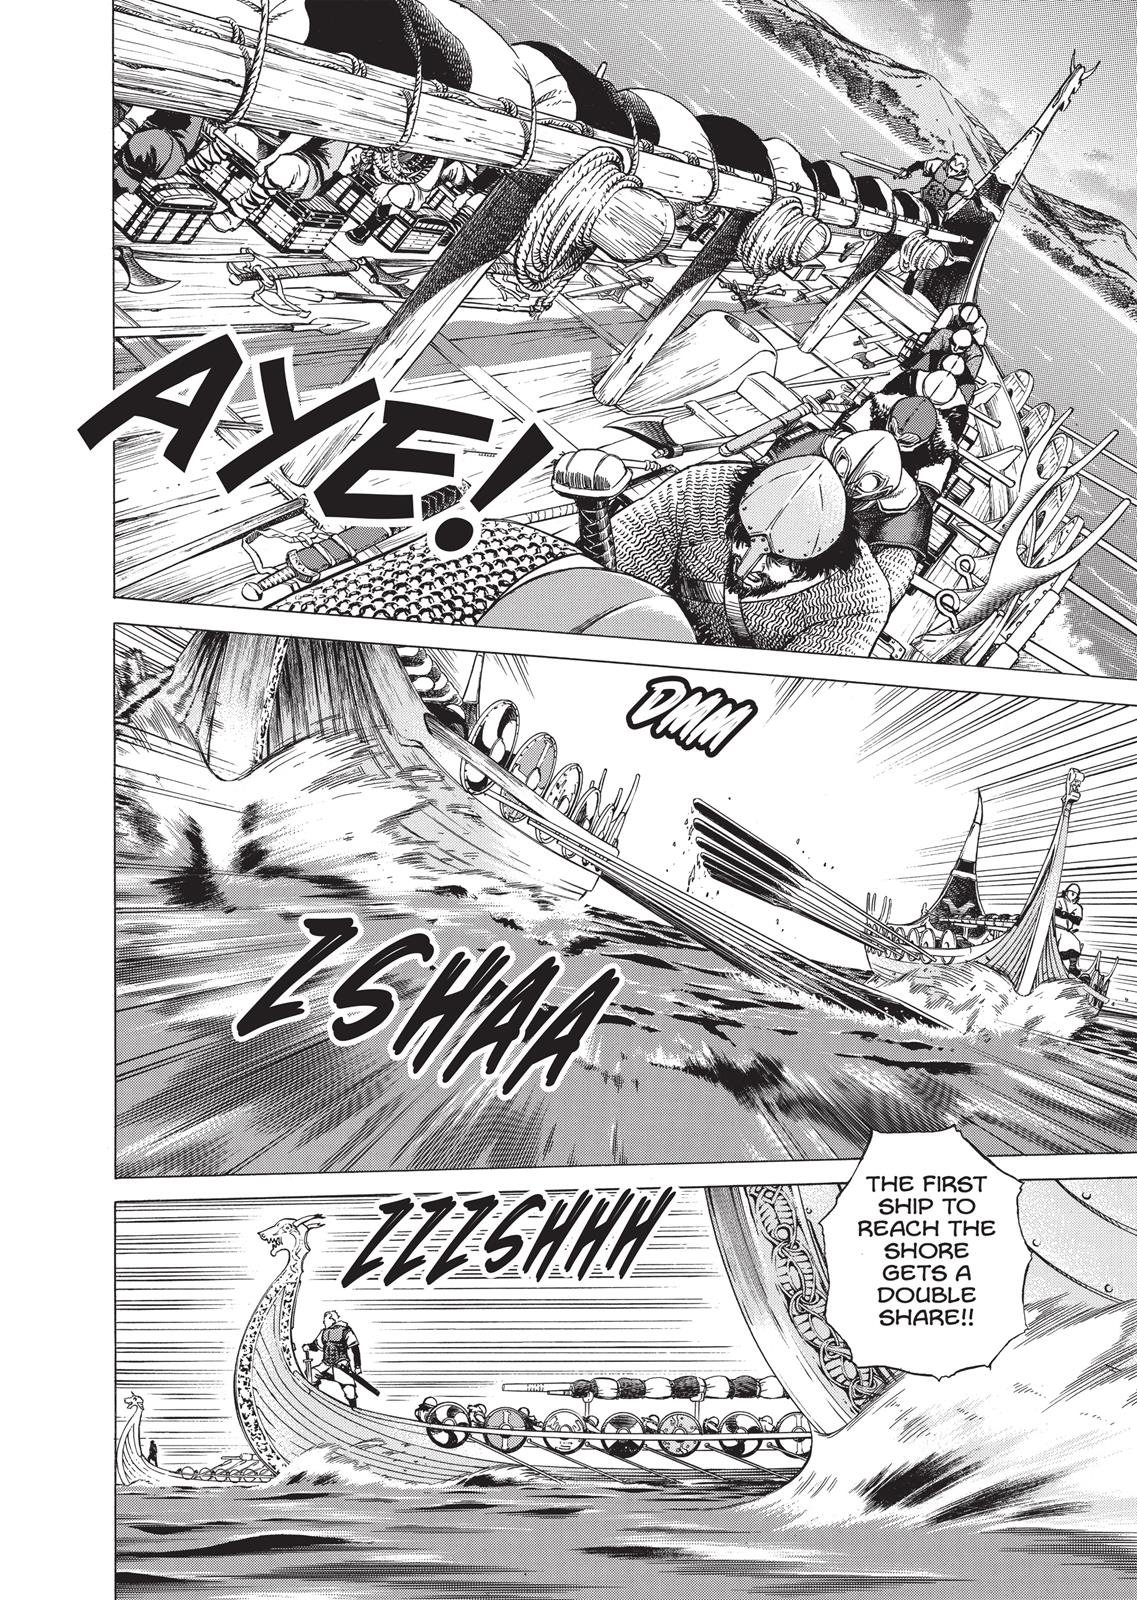 AYE!
DMM
ZSHAA
ZZZSHHH
THE FIRST
SHIP TO
REACH THE
SHORE
GETS A
DOUBLE
SHARE!!